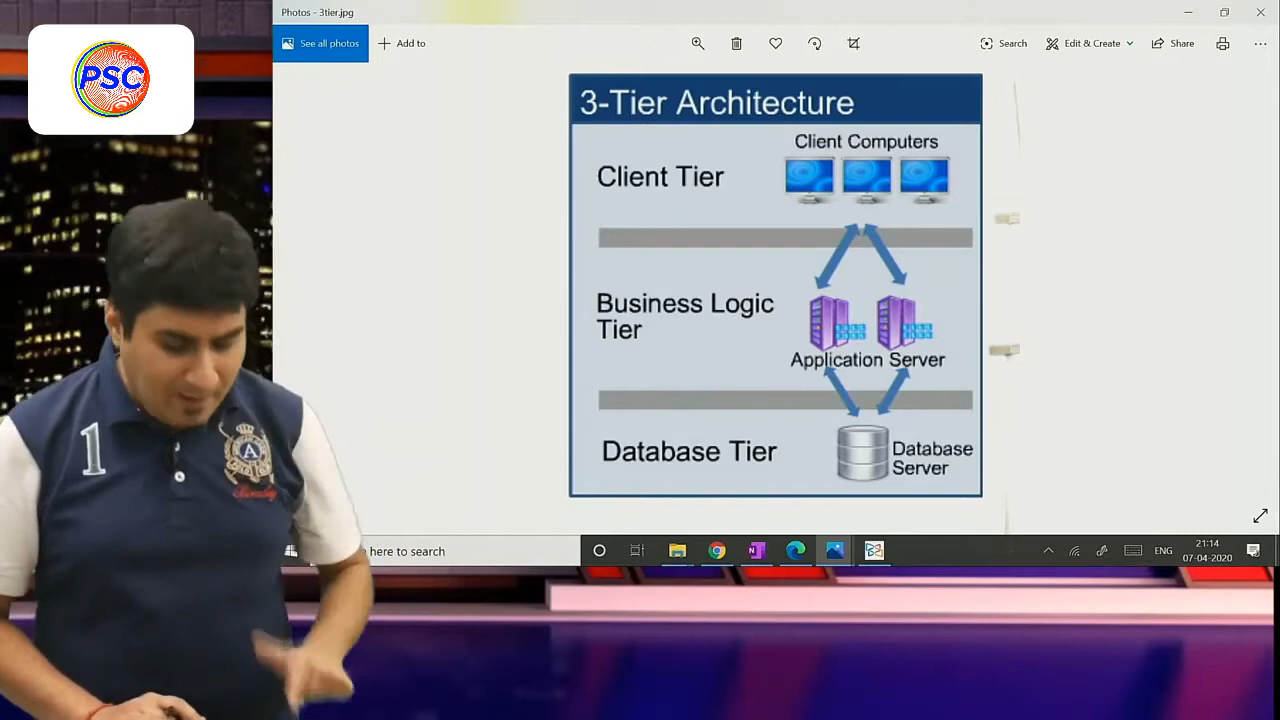 Photos - 3tier.jpg
See all photos
Add to
Search
Edit & Create
Share
PSC
3-Tier Architecture
Client Computers
Client Tier
Business Logic
Tier
Application Server
Database Tier
Database
Server
1
A
here to search
ENG
21:14
07-04-2020